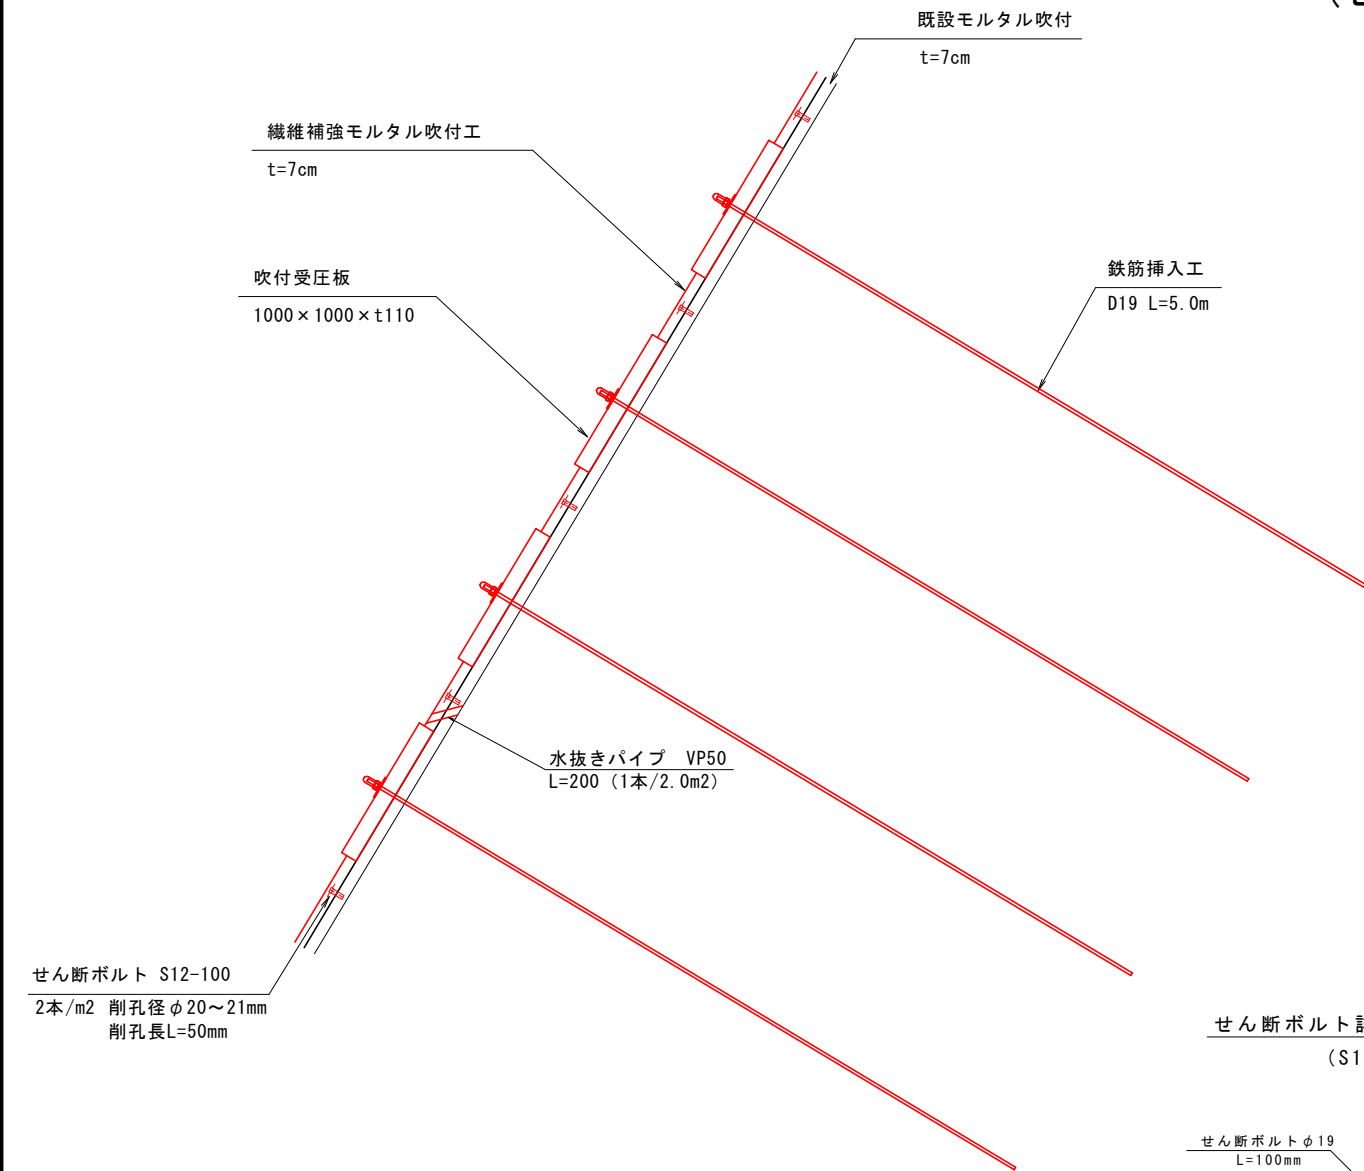 既設モルタル吹付
t=7cm
繊維補強モルタル吹付工
t=7cm
吹付受圧板
1000×1000×t110
鉄筋挿入工
D19 L=5.0m
水抜きパイプ VP50
L=200 (1本/2.0m2)
せん断ボルト S12-100
2本/m2 削孔径φ20～21mm
削孔長L=50mm
せん断ボルト
(S1
せん断ボルトφ19
L=100mm